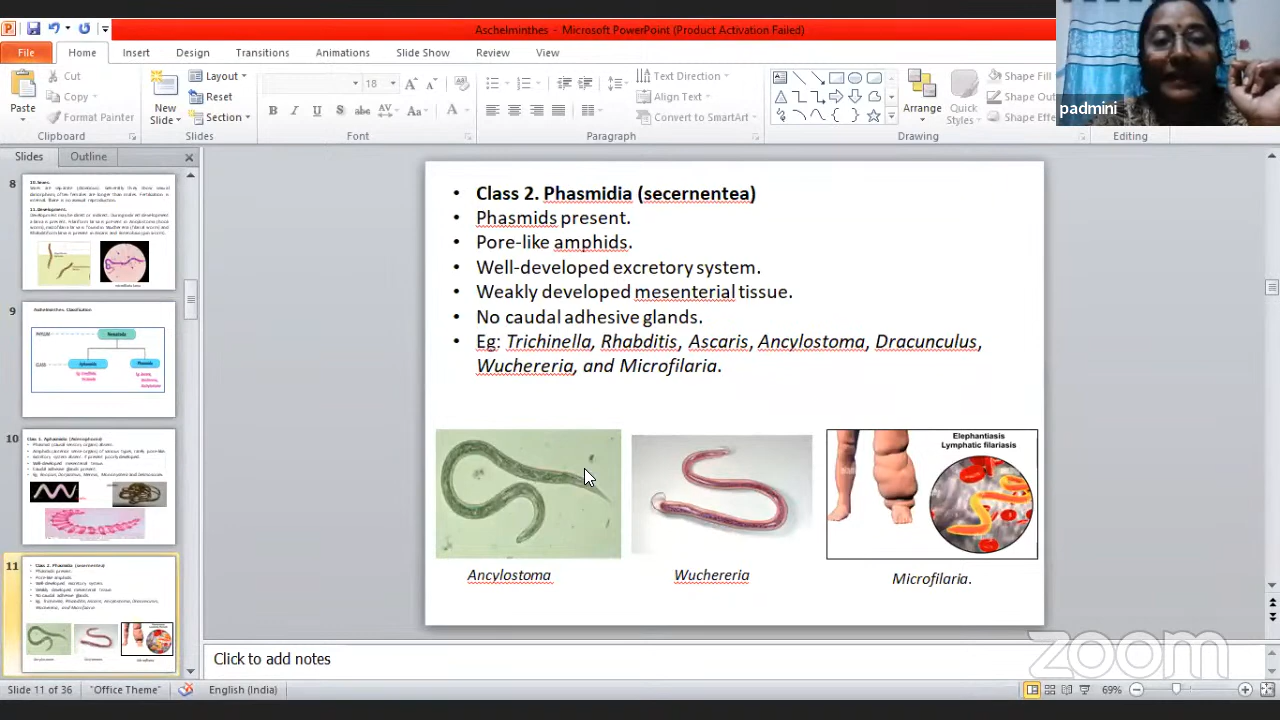 Aschelminthes - Microsoft PowerPoint (Product Activation Failed)
File Home Insert Design Transitions Animations Slide Show Review View
Paste
Cut
Copy
Format Painter
Clipboard
New Slide
Layout
Reset
Section
Slides
18
Font
Text Direction
Align Text
Convert to SmartArt
Paragraph
Arrange
Quick Styles
Shape Fill
Shape Out
Shape Effe
Drawing
Editing
padmini
Slides Outline
8
9
10
11
• Class 2. Phasmidia (secernentea)
• Phasmids present.
• Pore-like amphids.
• Well-developed excretory system.
• Weakly developed mesenterial tissue.
• No caudal adhesive glands.
• Eg: Trichinella, Rhabditis, Ascaris, Ancylostoma, Dracunculus,
Wuchereria, and Microfilaria.
Elephantiasis
Lymphatic filariasis
Ancylostoma
Wuchereria
Microfilaria.
Click to add notes
zoom
Slide 11 of 36 "Office Theme" English (India) 69%